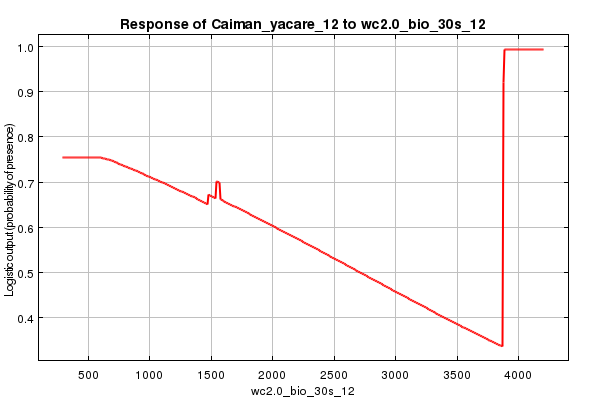 Response of Caiman_yacare_12 to wc2.0_bio_30s_12
Logistic output (probability of presence)
1.0
0.9
0.8
0.7
0.6
0.5
0.4
500 1000 1500 2000 2500 3000 3500 4000
wc2.0_bio_30s_12